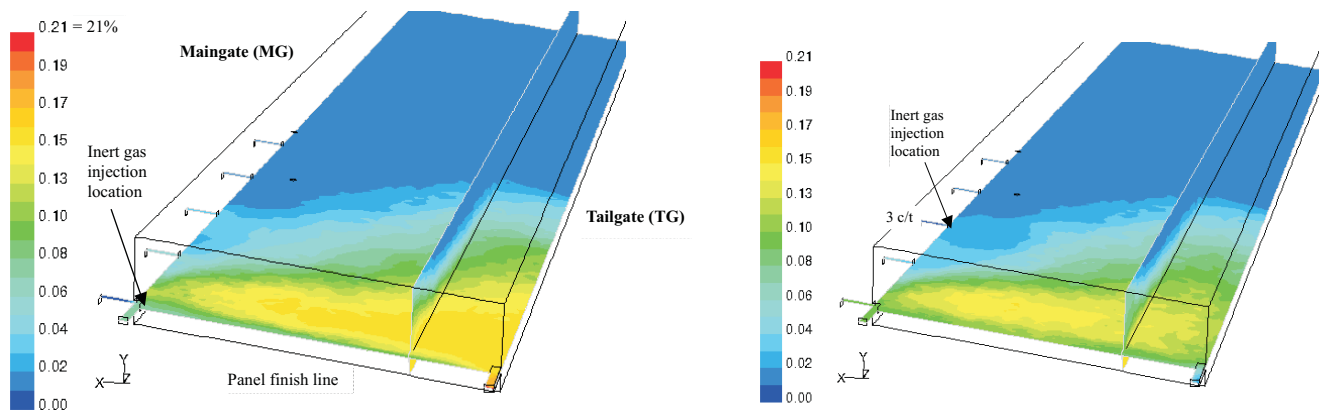 0.21 = 21%
0.19
0.17
0.15
0.13
0.10
0.08
0.06
0.04
0.02
0.00
Maingate (MG)
Inert gas
injection
location
Tailgate (TG)
Panel finish line
Y
X
Z
0.21
0.19
0.17
0.15
0.13
0.10
0.08
0.06
0.04
0.02
0.00
Inert gas
injection
location
3 c/t
Y
X
Z